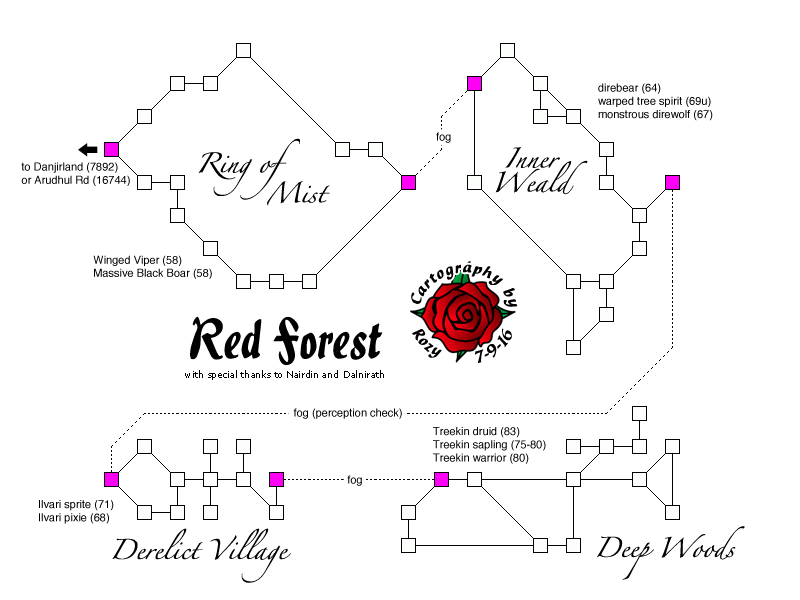 direbear (64)
warped tree spirit (69u)
monstrous direwolf (67)
fog
to Danjirland (7892)
or Arudhul Rd (16744)
Ring of
Mist
Inner
Weald
Winged Viper (58)
Massive Black Boar (58)
Cartography by
Rozy 7-9-16
Red Forest
with special thanks to Nairdin and Dalnirath
fog (perception check)
Treekin druid (83)
Treekin sapling (75-80)
Treekin warrior (80)
fog
Ilvari sprite (71)
Ilvari pixie (68)
Derelict Village
Deep Woods